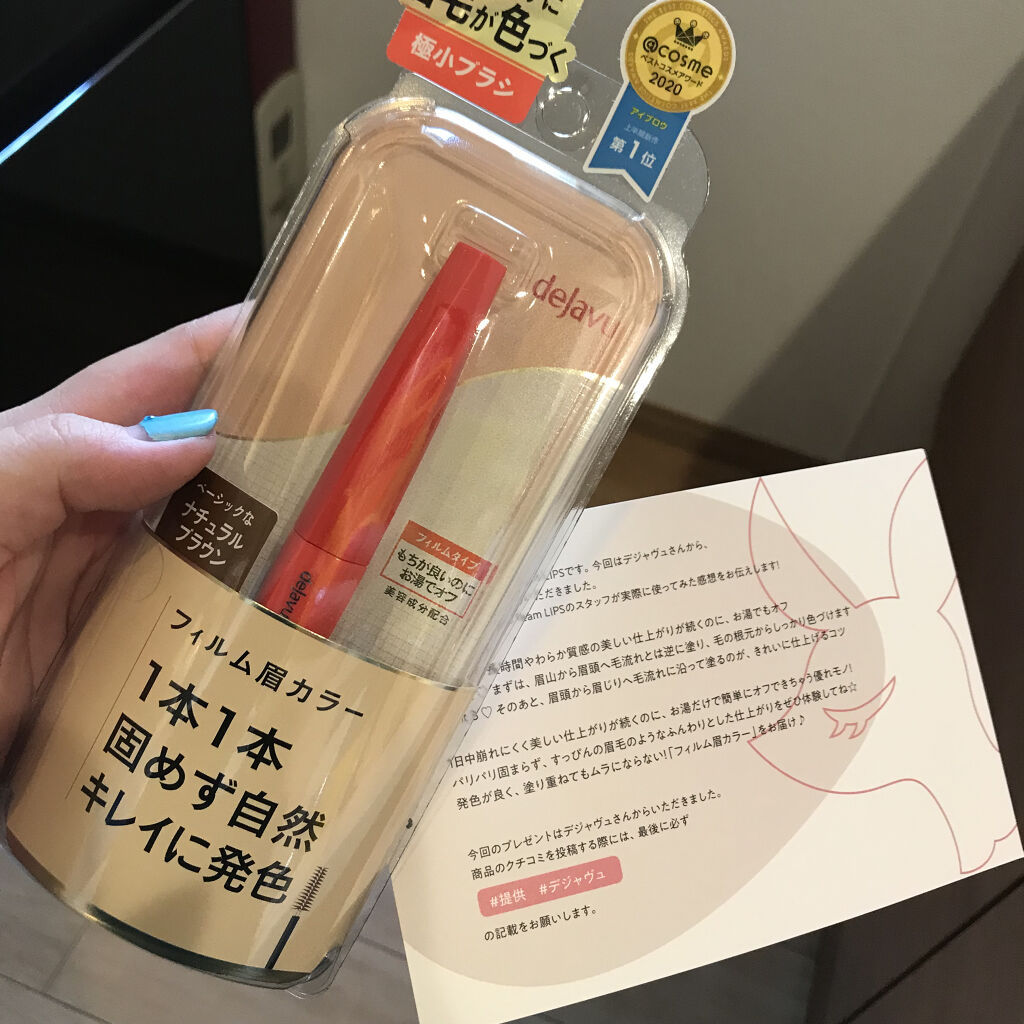 毛が色づく
極小ブラシ
@cosme
ベストコスメアワード
2020
アイブロウ
上半期新作
第1位
dejavu
ベーシックな
ナチュラル
ブラウン
フィルムタイプ
もちが良いのに
お湯でオフ
美容成分配合
dejavu
フィルム眉カラー
1本1本
固めず自然
キレイに発色
LIPSです。今回はデジャヴュさんから、
ただきました。
am LIPSのスタッフが実際に使ってみた感想をお伝えします!
時間やわらか質感の美しい仕上がりが続くのに、お湯でもオフ
まずは、眉山から眉頭へ毛流れとは逆に塗り、毛の根元からしっかり色づけます
♡ そのあと、眉頭から眉じりへ毛流れに沿って塗るのが、きれいに仕上げるコツ
1日中崩れにくく美しい仕上がりが続くのに、お湯だけで簡単にオフできちゃう優れモノ!
パリパリ固まらず、すっぴんの眉毛のようなふんわりとした仕上がりをぜひ体験してね☆
発色が良く、塗り重ねてもムラにならない!「フィルム眉カラー」をお届け♪
今回のプレゼントはデジャヴュさんからいただきました。
商品のクチコミを投稿する際には、最後に必ず
#提供 #デジャヴュ
の記載をお願いします。